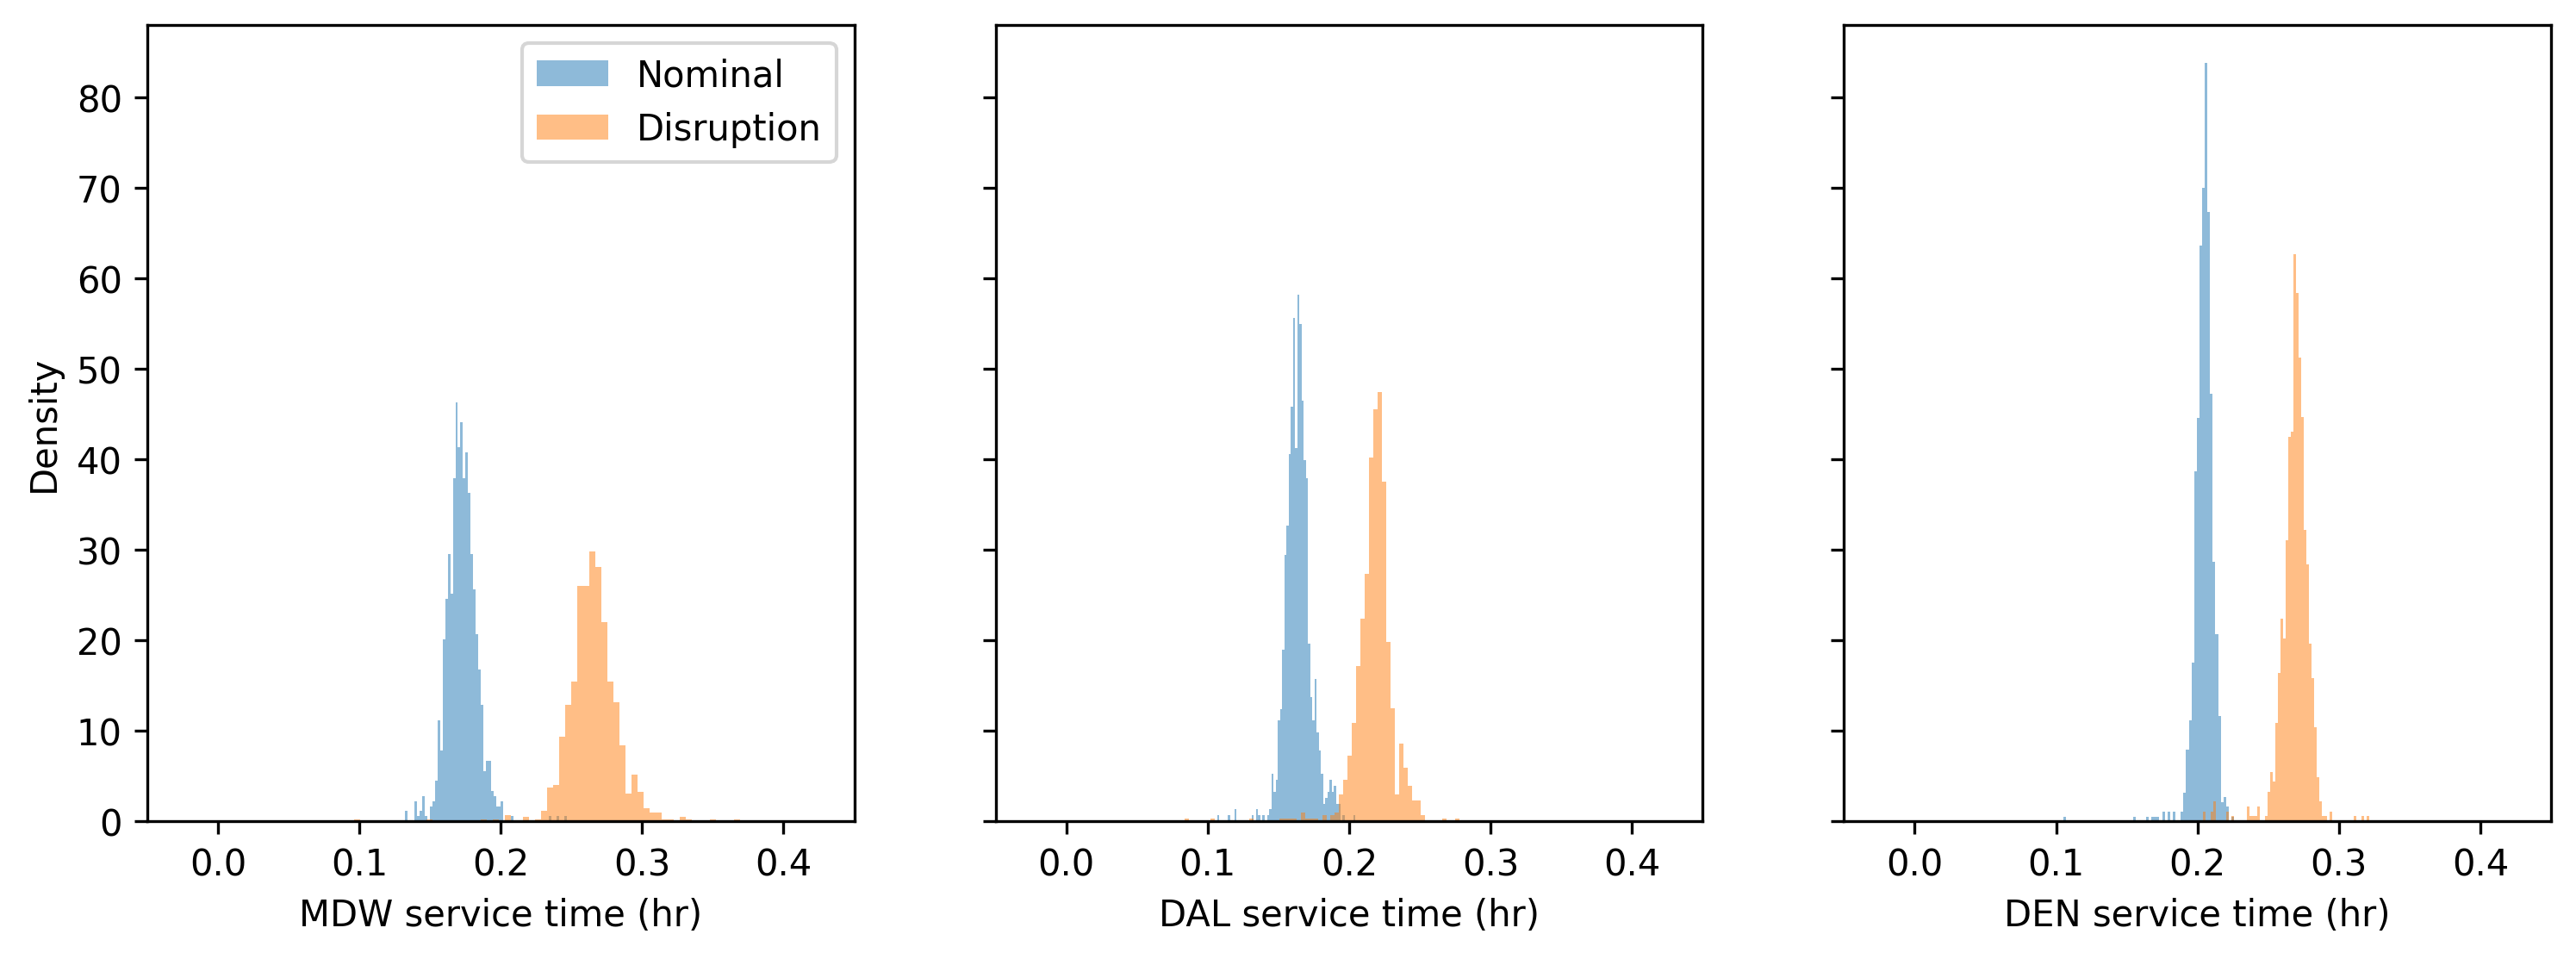 Nominal
Disruption
Density
80
70
60
50
40
30
20
10
0
0.0 0.1 0.2 0.3 0.4
MDW service time (hr)
0.0 0.1 0.2 0.3 0.4
DAL service time (hr)
0.0 0.1 0.2 0.3 0.4
DEN service time (hr)